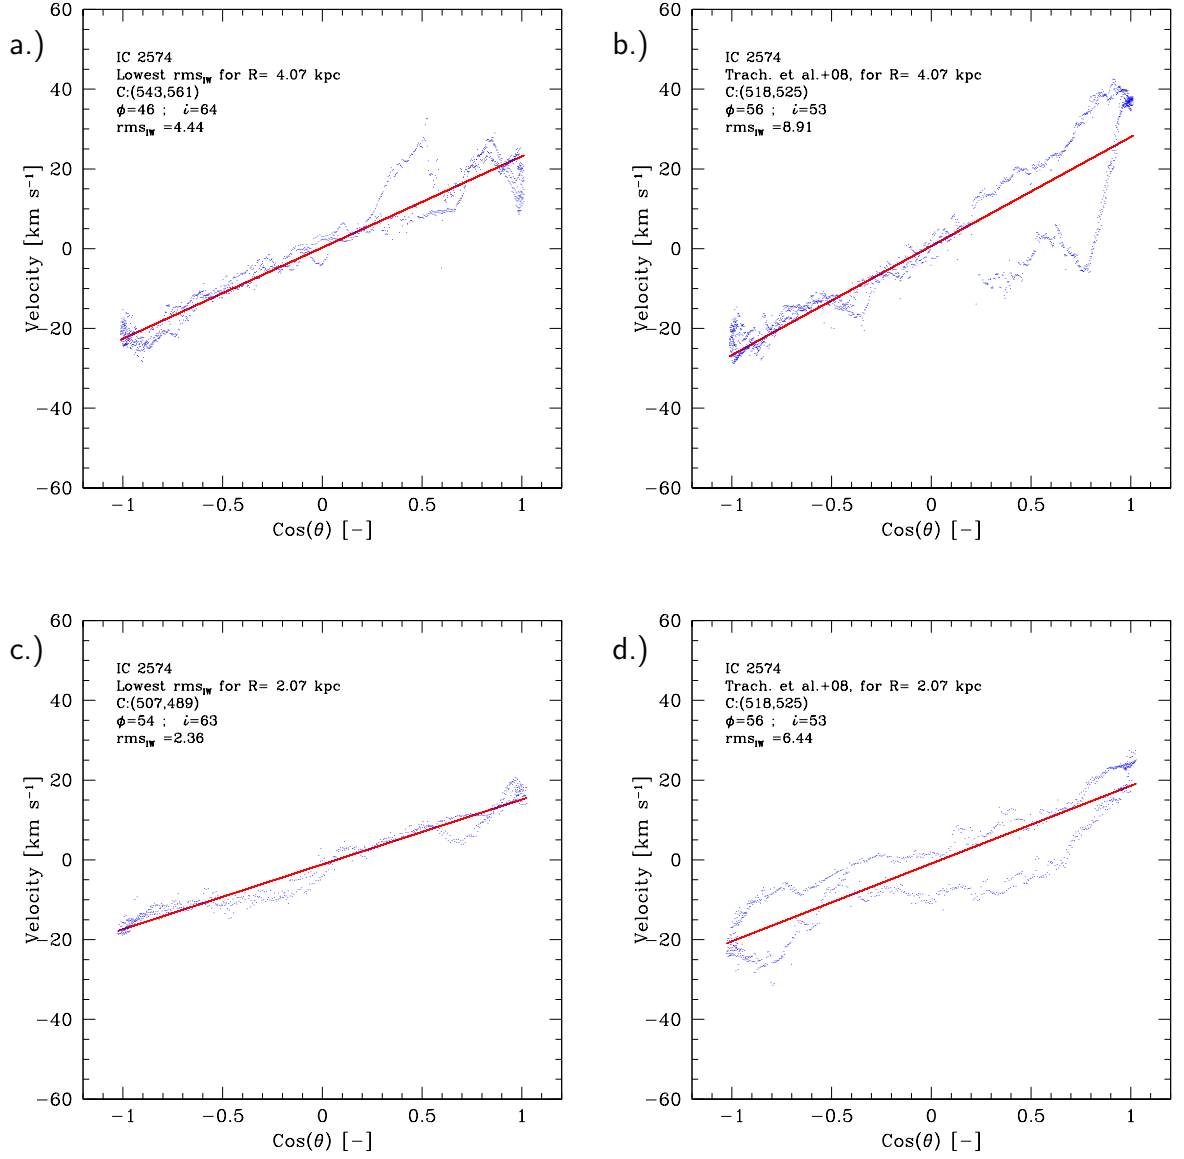 a.)
IC 2574
Lowest rms_IW for R= 4.07 kpc
C:(543,561)
ϕ=46 ; i=64
rms_IW =4.44
60
40
20
0
−20
−40
−60
Velocity [km s⁻¹]
−1 −0.5 0 0.5 1
Cos(θ) [−]
b.)
IC 2574
Trach. et al.+08, for R= 4.07 kpc
C:(518,525)
ϕ=56 ; i=53
rms_IW =8.91
60
40
20
0
−20
−40
−60
Velocity [km s⁻¹]
−1 −0.5 0 0.5 1
Cos(θ) [−]
c.)
IC 2574
Lowest rms_IW for R= 2.07 kpc
C:(507,489)
ϕ=54 ; i=63
rms_IW =2.36
60
40
20
0
−20
−40
−60
Velocity [km s⁻¹]
−1 −0.5 0 0.5 1
Cos(θ) [−]
d.)
IC 2574
Trach. et al.+08, for R= 2.07 kpc
C:(518,525)
ϕ=56 ; i=53
rms_IW =6.44
60
40
20
0
−20
−40
−60
Velocity [km s⁻¹]
−1 −0.5 0 0.5 1
Cos(θ) [−]